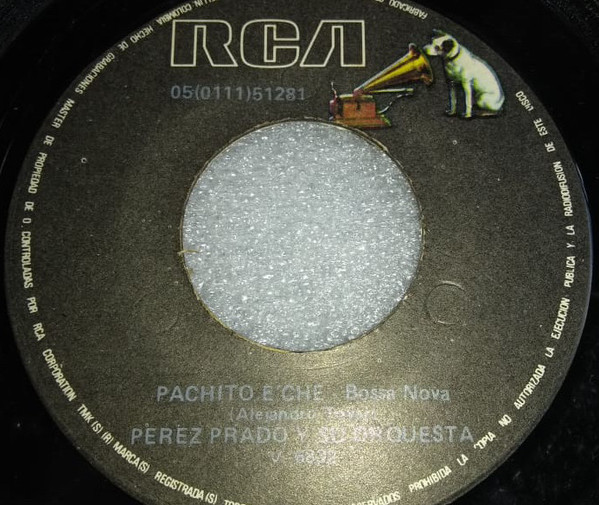 RCA
05(0111)51281
PACHITO E CHE Bossa Nova
(Alejandro Tovar)
PEREZ PRADO Y SU ORQUESTA
HECHO DE GRABACIONES MASTER DE PROPIEDAD DE O CONTROLADAS POR RCA CORPORATION TMK(S) (R) MARCA(S) REGISTRADA(S)
PROHIBIDA LA COPIA NO AUTORIZADA LA EJECUCION PUBLICA Y LA RADIODIFUSION DE ESTE DISCO
FABRICADO
COLOMBIA